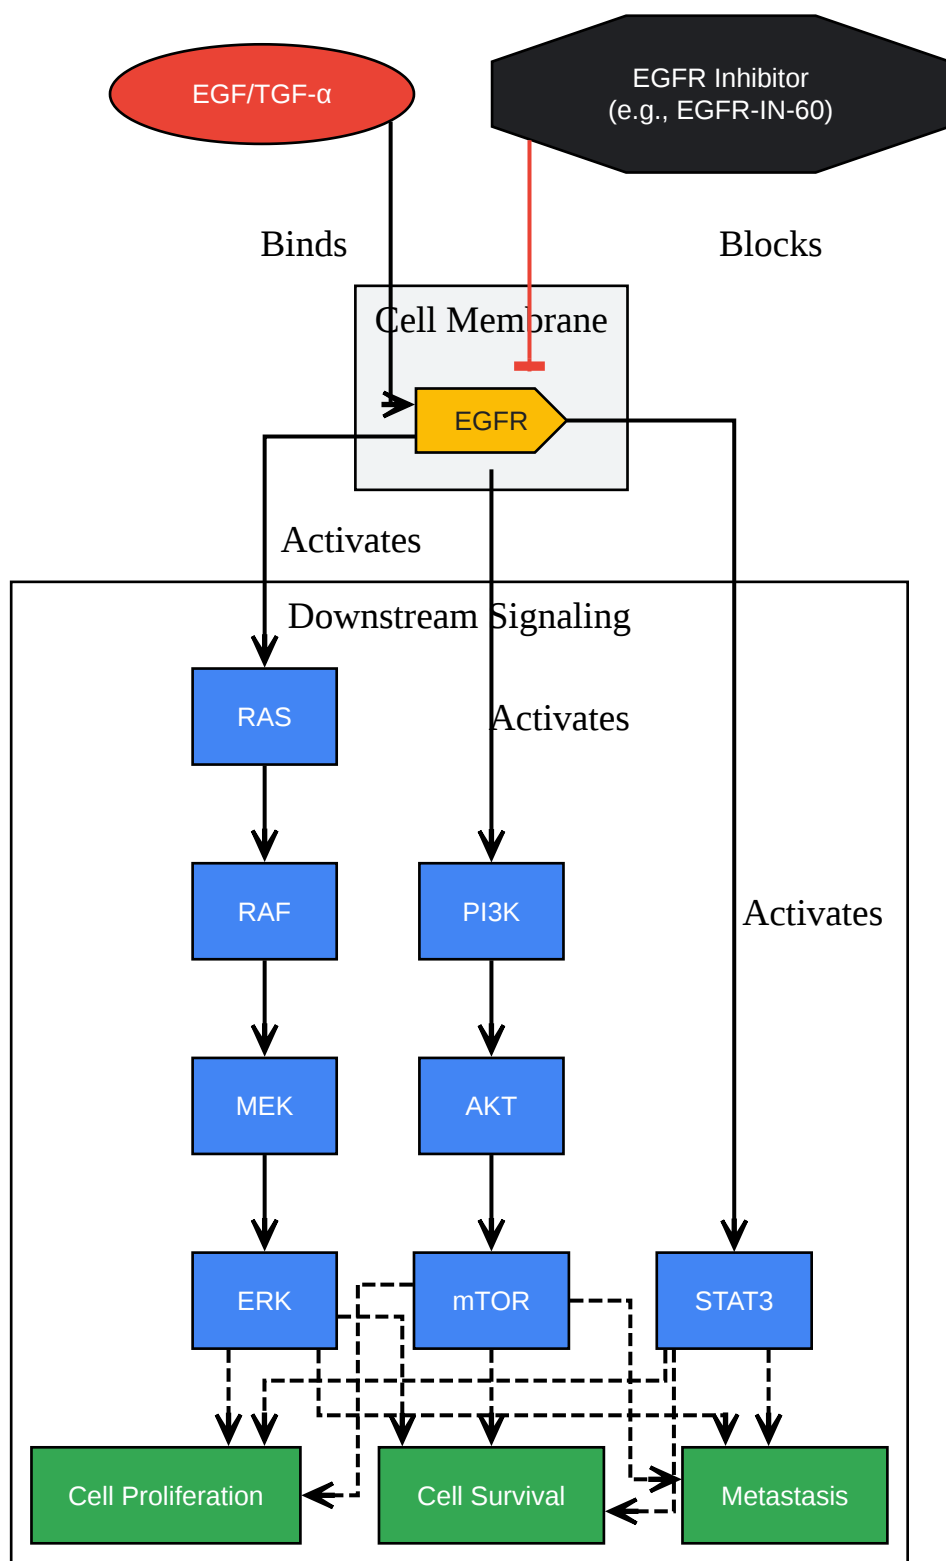 EGF/TGF-α
EGFR Inhibitor
(e.g., EGFR-IN-60)
Binds
Blocks
Cell Membrane
EGFR
Activates
Downstream Signaling
RAS
Activates
RAF
PI3K
Activates
MEK
AKT
ERK
mTOR
STAT3
Cell Proliferation
Cell Survival
Metastasis